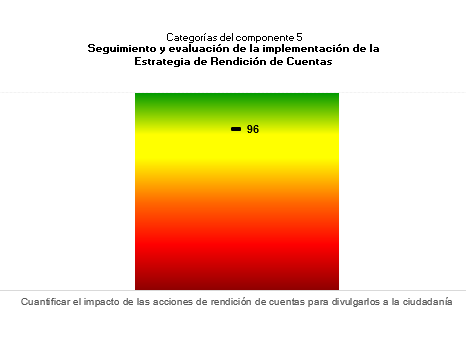 Categorías del componente 5
Seguimiento y evaluación de la implementación de la
Estrategia de Rendición de Cuentas
96
Cuantificar el impacto de las acciones de rendición de cuentas para divulgarlos a la ciudadanía